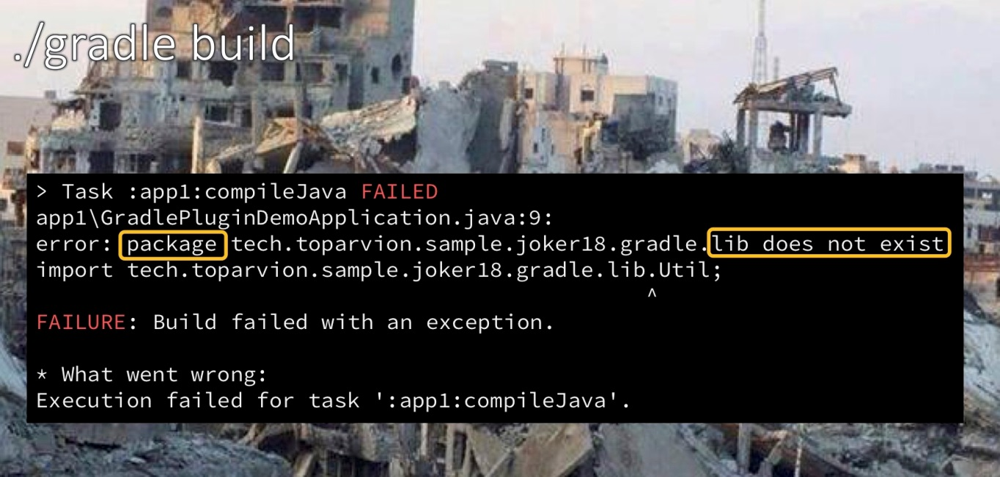 ./gradle build
> Task :app1:compileJava FAILED
app1\GradlePluginDemoApplication.java:9:
error: package tech.toparvion.sample.joker18.gradle.lib does not exist
import tech.toparvion.sample.joker18.gradle.lib.Util;
^
FAILURE: Build failed with an exception.
* What went wrong:
Execution failed for task ':app1:compileJava'.